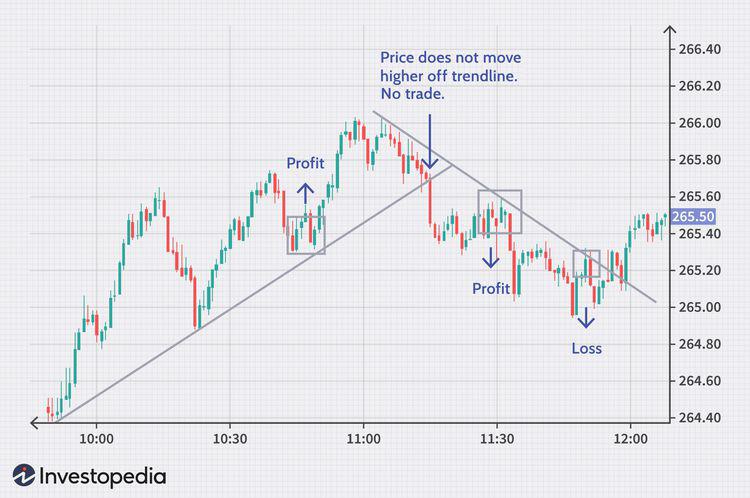 Price does not move
higher off trendline.
No trade.
Profit
Profit
Loss
266.40
266.20
266.00
265.80
265.60
265.50
265.40
265.20
265.00
264.80
264.60
264.40
10:00
10:30
11:00
11:30
12:00
Investopedia